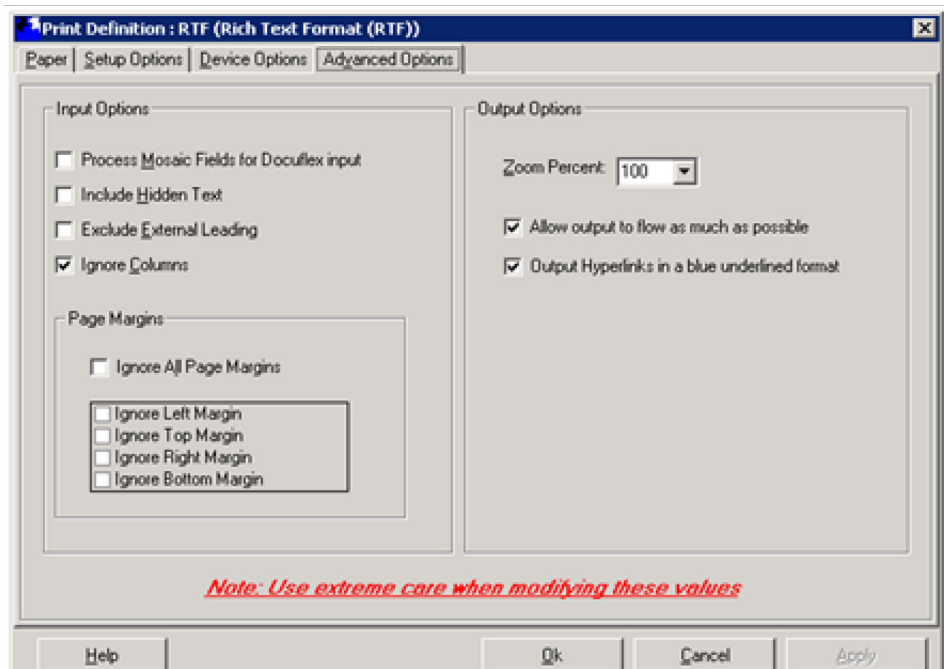 Print Definition : RTF (Rich Text Format (RTF))
Paper Setup Options Device Options Advanced Options
Input Options
Process Mosaic Fields for Docuflex input
Include Hidden Text
Exclude External Leading
Ignore Columns
Page Margins
Ignore All Page Margins
Ignore Left Margin
Ignore Top Margin
Ignore Right Margin
Ignore Bottom Margin
Output Options
Zoom Percent: 100
Allow output to flow as much as possible
Output Hyperlinks in a blue underlined format
Note: Use extreme care when modifying these values
Help Ok Cancel Apply